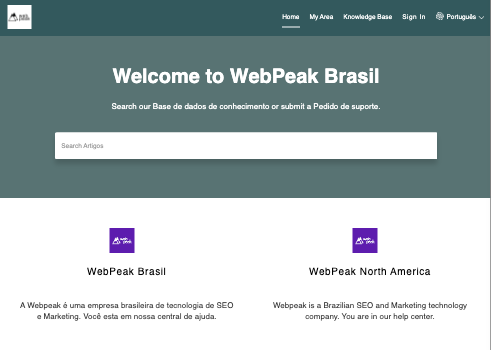 Home My Area Knowledge Base Sign In Português
Welcome to WebPeak Brasil
Search our Base de dados de conhecimento or submit a Pedido de suporte.
Search Artigos
WebPeak Brasil
A Webpeak é uma empresa brasileira de tecnologia de SEO
e Marketing. Você esta em nossa central de ajuda.
WebPeak North America
Webpeak is a Brazilian SEO and Marketing technology
company. You are in our help center.